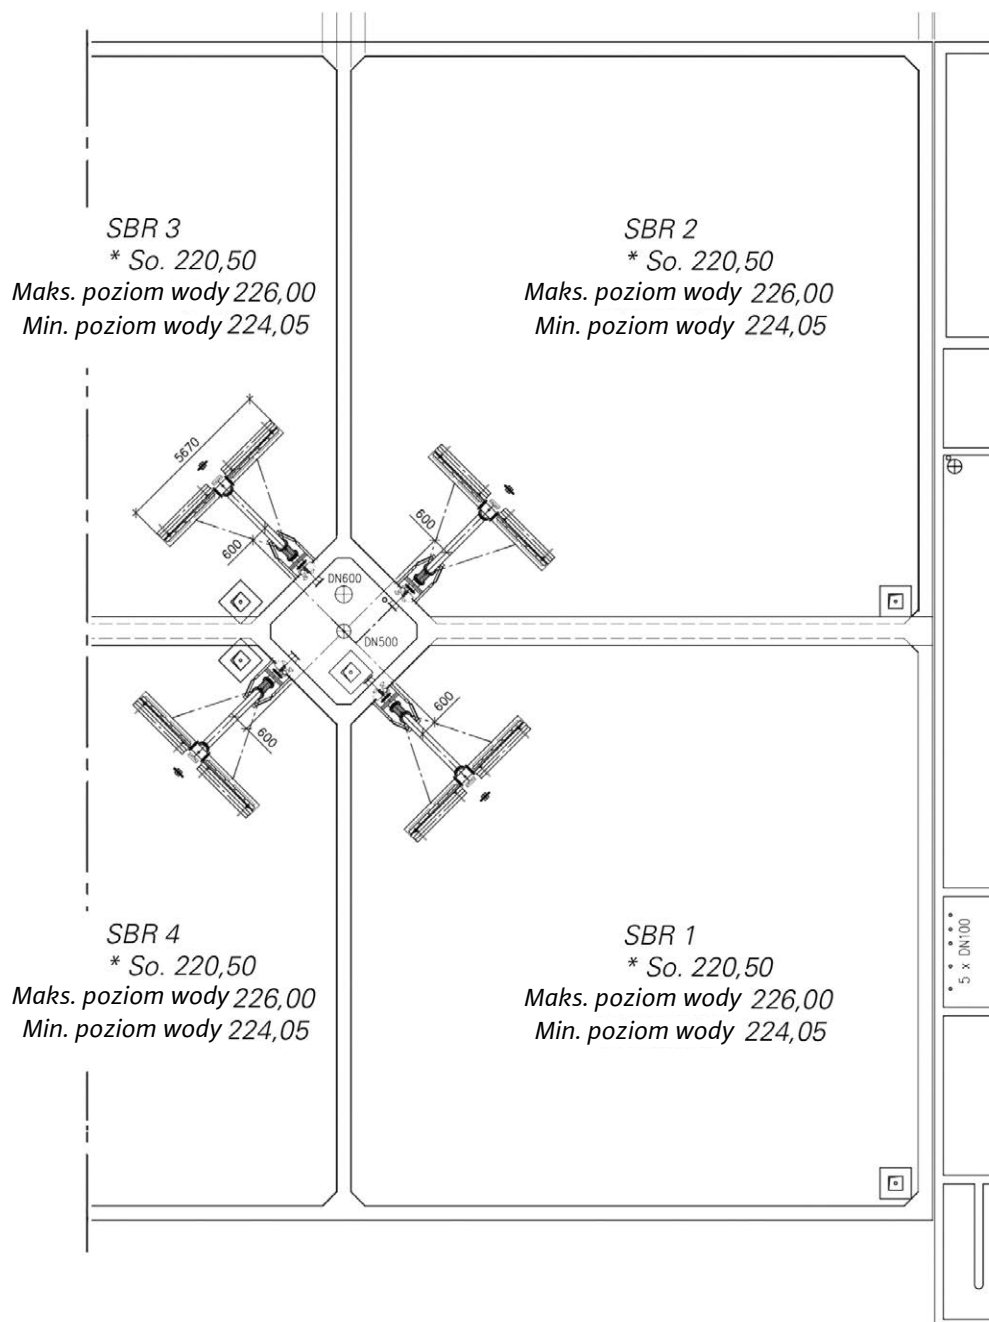 SBR 3
* So. 220,50
Maks. poziom wody 226,00
Min. poziom wody 224,05
SBR 2
* So. 220,50
Maks. poziom wody 226,00
Min. poziom wody 224,05
5670
600
600
DN600
DN500
600
600
SBR 4
* So. 220,50
Maks. poziom wody 226,00
Min. poziom wody 224,05
SBR 1
* So. 220,50
Maks. poziom wody 226,00
Min. poziom wody 224,05
5 x DN100